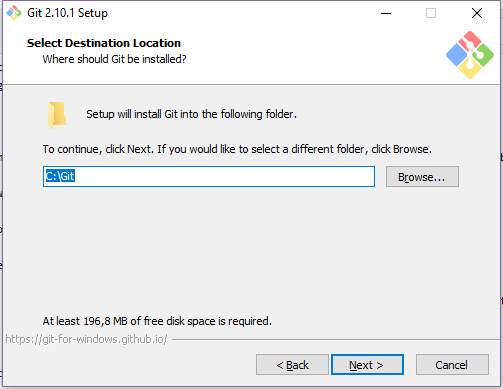 Git 2.10.1 Setup
Select Destination Location
Where should Git be installed?
Setup will install Git into the following folder.
To continue, click Next. If you would like to select a different folder, click Browse.
C:\Git
Browse...
At least 196,8 MB of free disk space is required.
https://git-for-windows.github.io/
< Back
Next >
Cancel